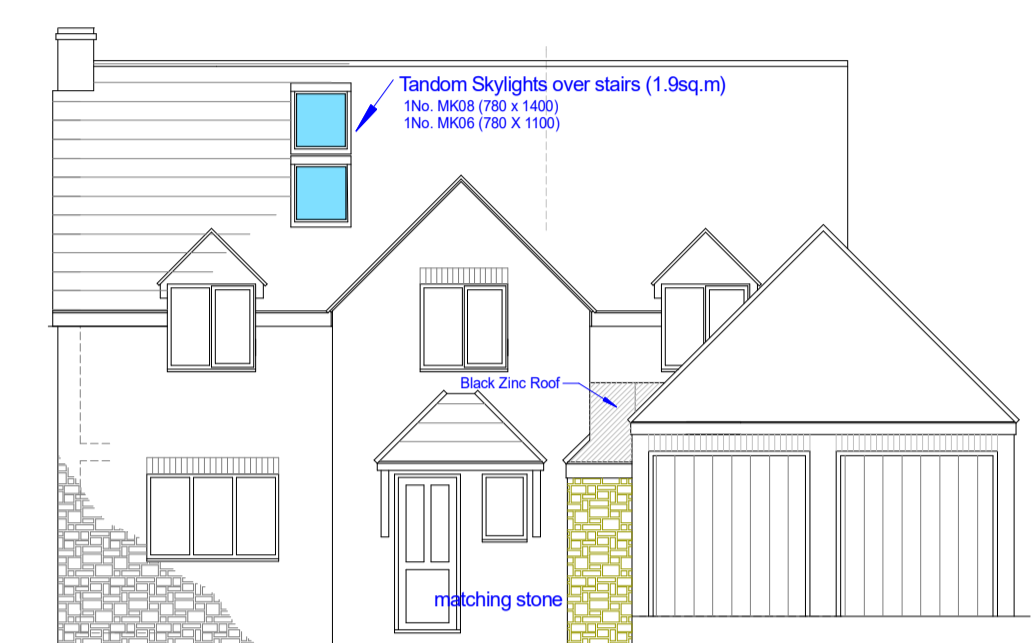 Tandom Skylights over stairs (1.9sq.m)
1No. MK08 (780 x 1400)
1No. MK06 (780 X 1100)
Black Zinc Roof
matching stone